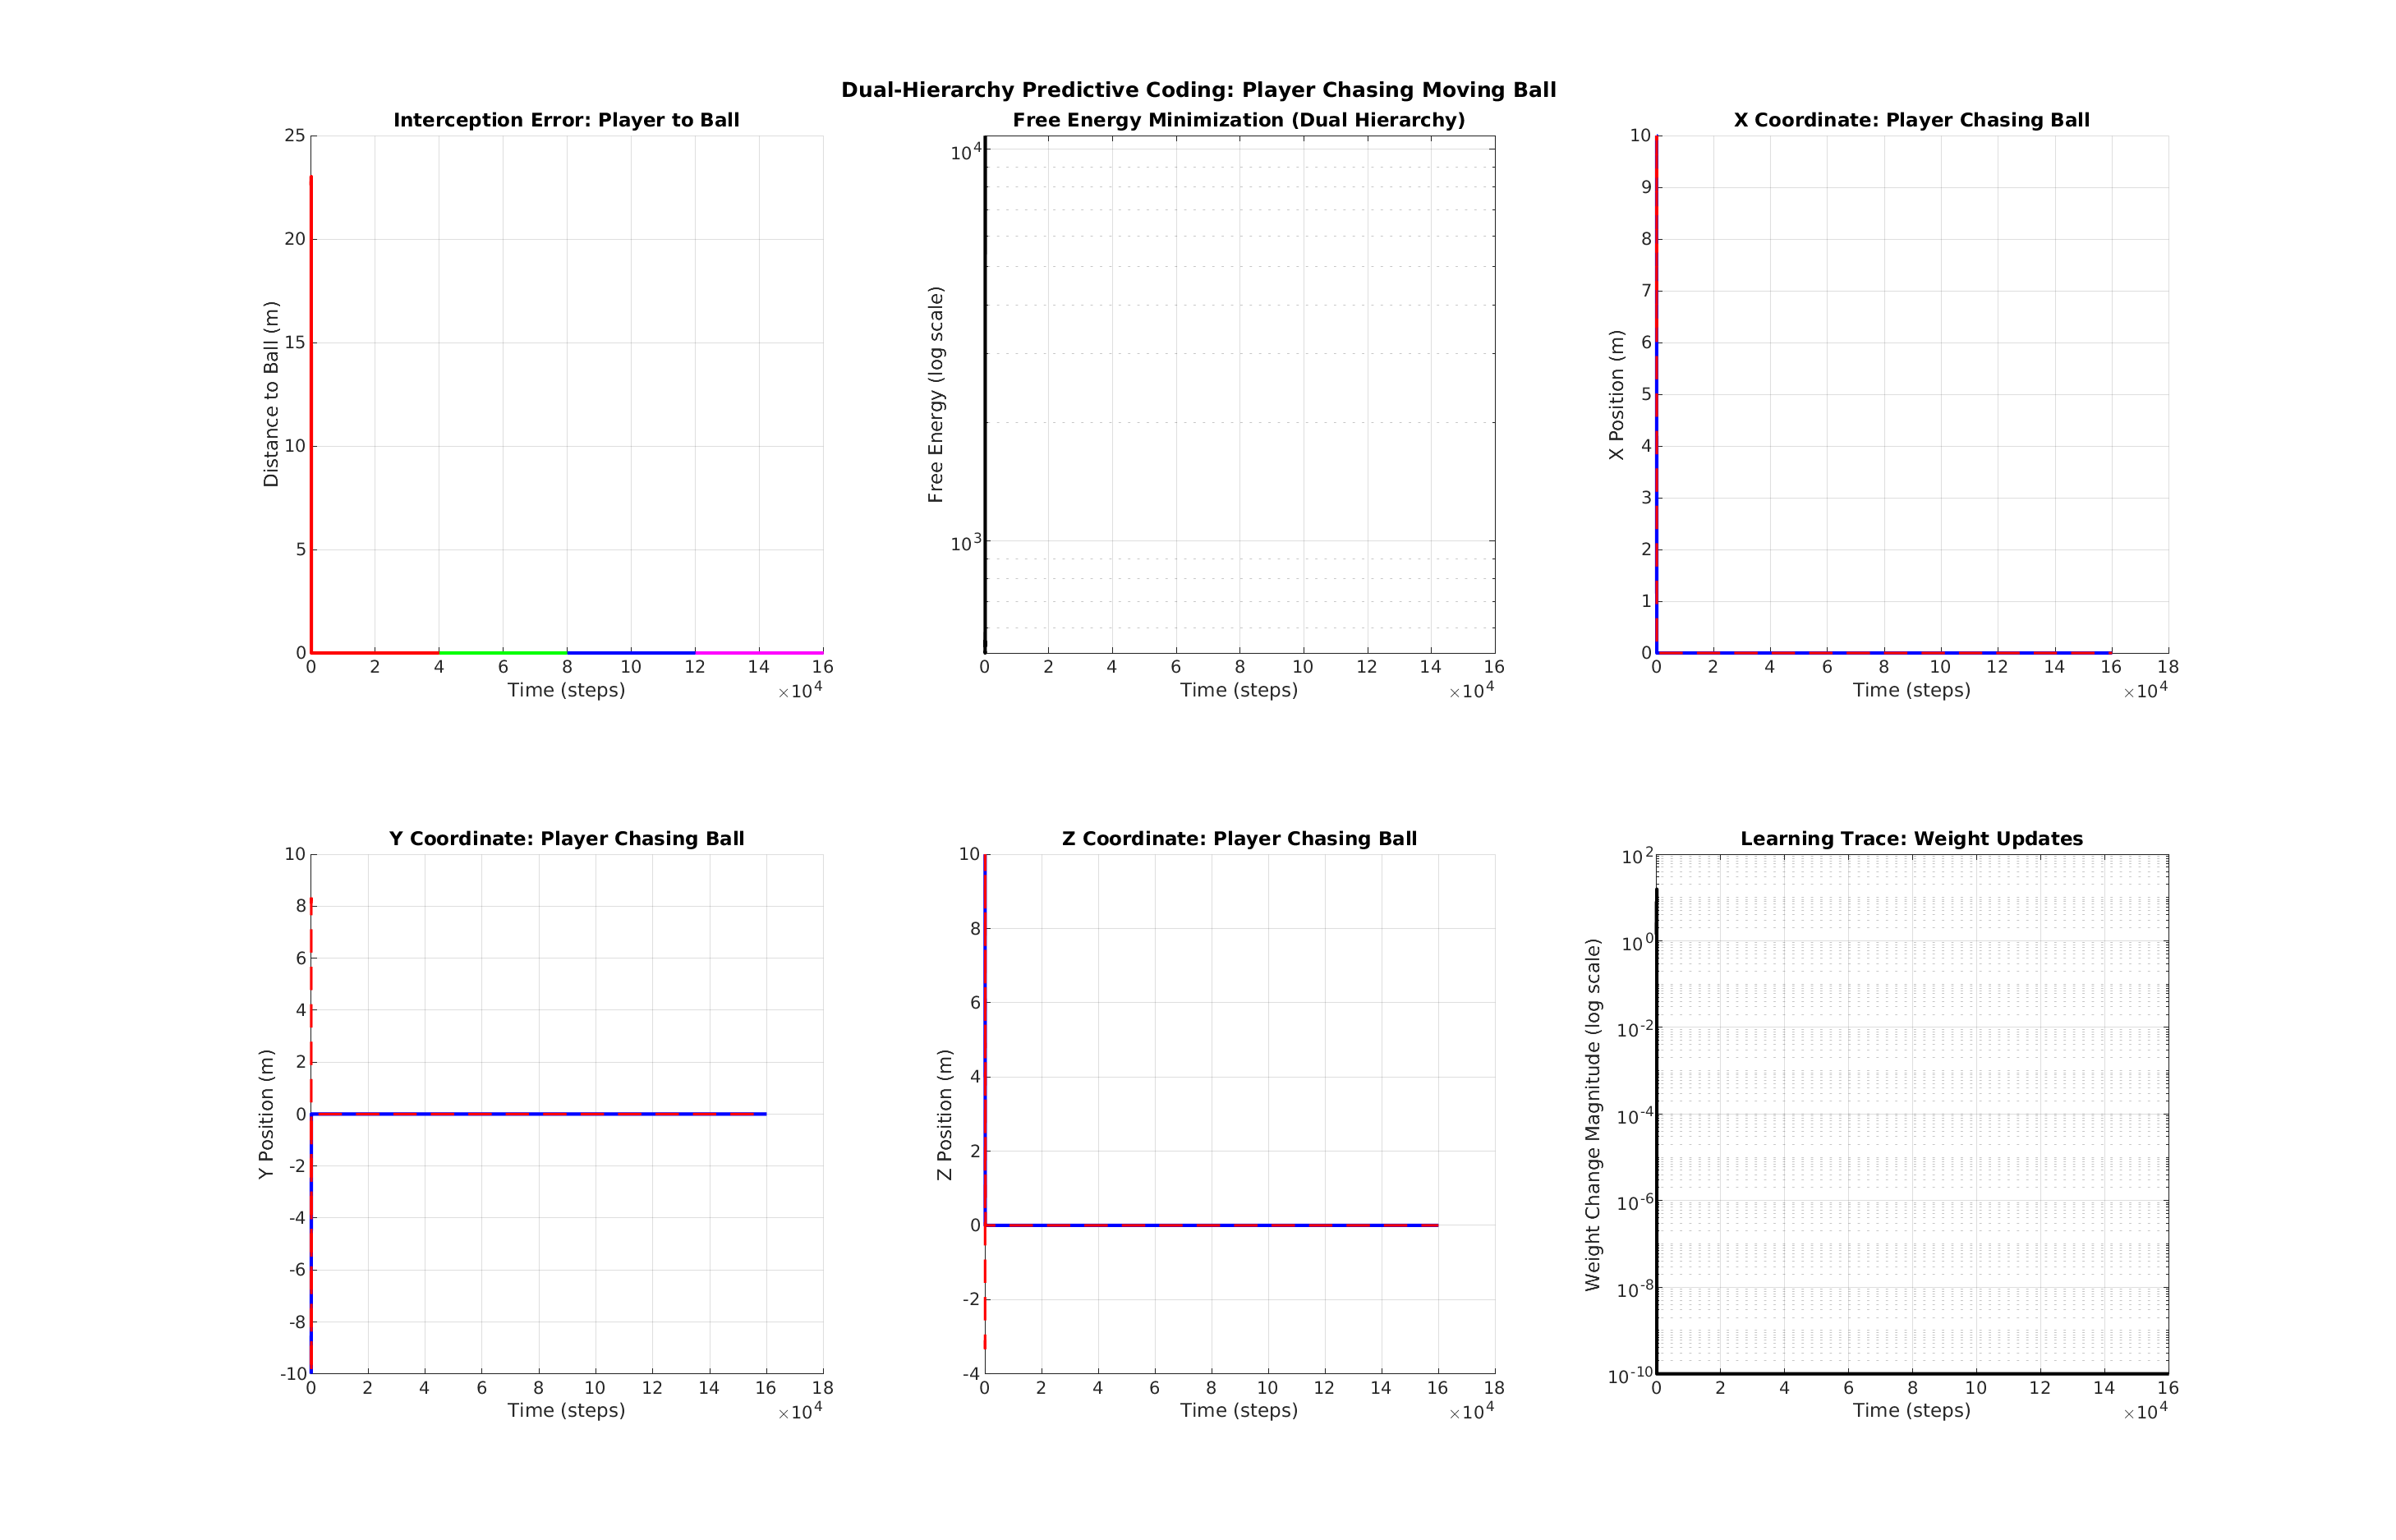 Dual-Hierarchy Predictive Coding: Player Chasing Moving Ball
Interception Error: Player to Ball
25
20
15
10
5
0
Distance to Ball (m)
0 2 4 6 8 10 12 14 16
Time (steps)
×10^4
Free Energy Minimization (Dual Hierarchy)
10^4
10^3
Free Energy (log scale)
0 2 4 6 8 10 12 14 16
Time (steps)
×10^4
X Coordinate: Player Chasing Ball
10
9
8
7
6
5
4
3
2
1
0
X Position (m)
0 2 4 6 8 10 12 14 16 18
Time (steps)
×10^4
Y Coordinate: Player Chasing Ball
10
8
6
4
2
0
-2
-4
-6
-8
-10
Y Position (m)
0 2 4 6 8 10 12 14 16 18
Time (steps)
×10^4
Z Coordinate: Player Chasing Ball
10
8
6
4
2
0
-2
-4
Z Position (m)
0 2 4 6 8 10 12 14 16 18
Time (steps)
×10^4
Learning Trace: Weight Updates
10^2
10^0
10^-2
10^-4
10^-6
10^-8
10^-10
Weight Change Magnitude (log scale)
0 2 4 6 8 10 12 14 16
Time (steps)
×10^4